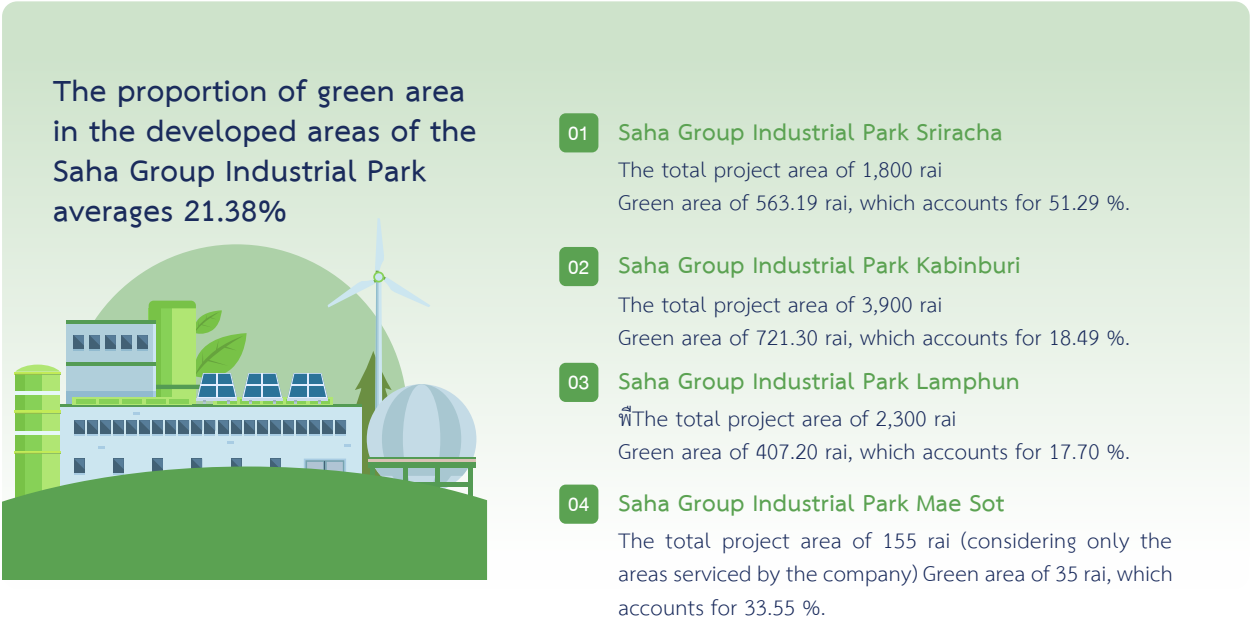 The proportion of green area
in the developed areas of the
Saha Group Industrial Park
averages 21.38%
01
Saha Group Industrial Park Sriracha
The total project area of 1,800 rai
Green area of 563.19 rai, which accounts for 51.29 %.
02
Saha Group Industrial Park Kabinburi
The total project area of 3,900 rai
Green area of 721.30 rai, which accounts for 18.49 %.
03
Saha Group Industrial Park Lamphun
พืThe total project area of 2,300 rai
Green area of 407.20 rai, which accounts for 17.70 %.
04
Saha Group Industrial Park Mae Sot
The total project area of 155 rai (considering only the
areas serviced by the company) Green area of 35 rai, which
accounts for 33.55 %.